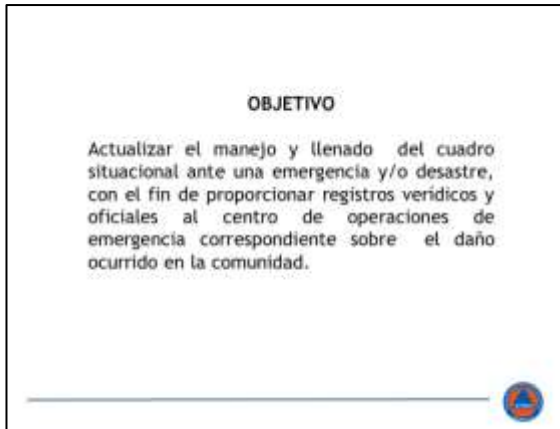 OBJETIVO
Actualizar el manejo y llenado del cuadro
situacional ante una emergencia y/o desastre,
con el fin de proporcionar registros verídicos y
oficiales al centro de operaciones de
emergencia correspondiente sobre el daño
ocurrido en la comunidad.